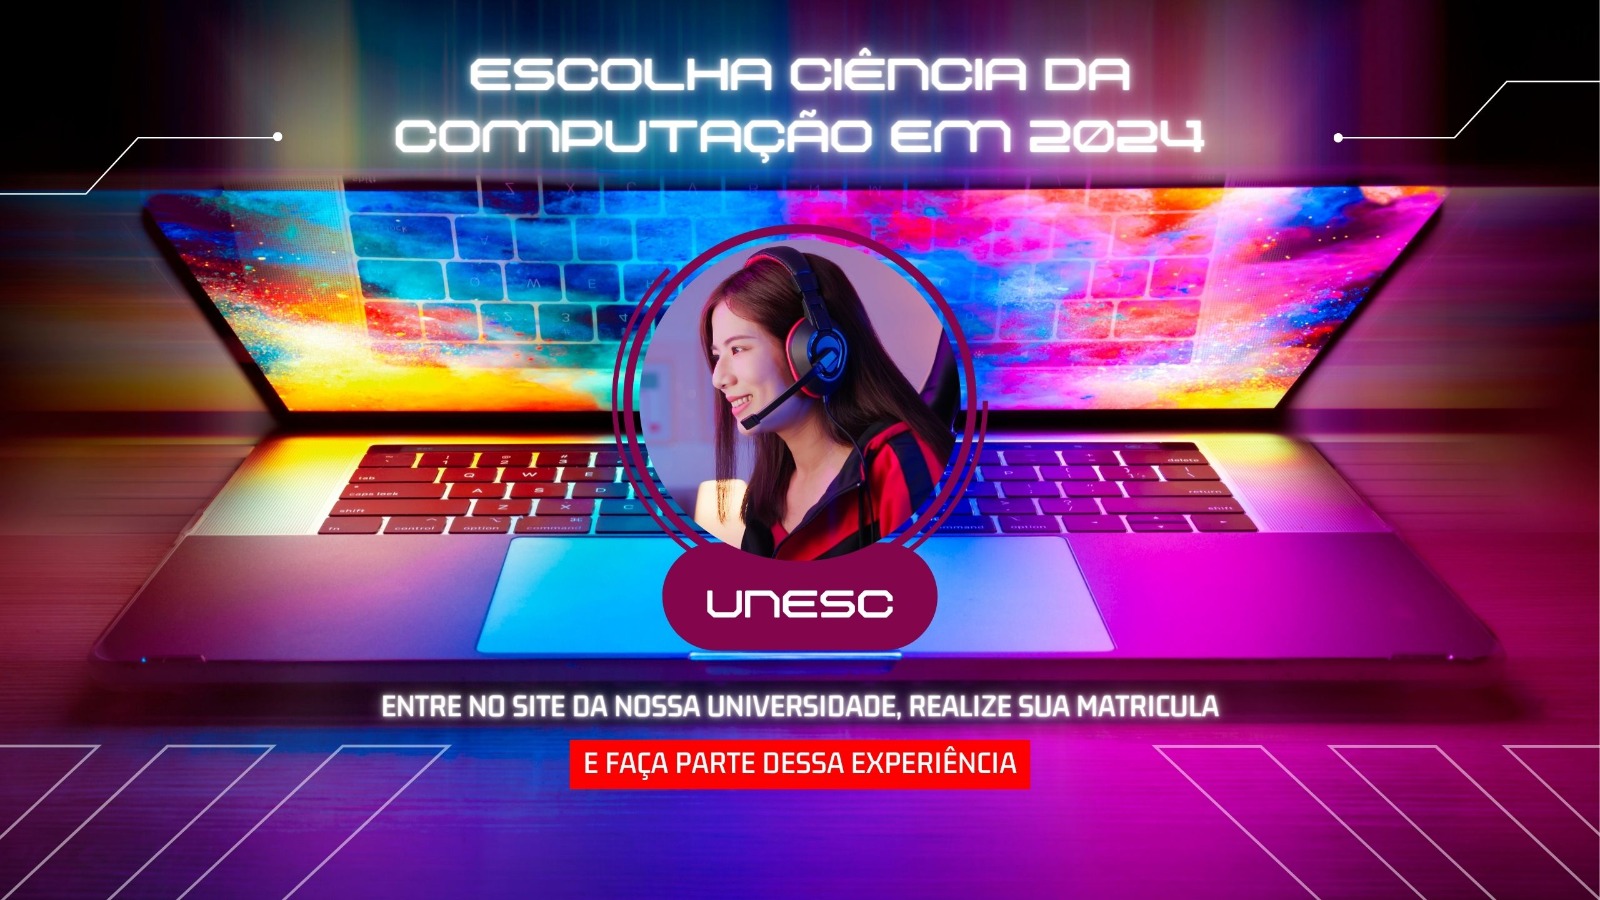 ESCOLHA CIÊNCIA DA
COMPUTAÇÃO EM 2024
UNESC
ENTRE NO SITE DA NOSSA UNIVERSIDADE, REALIZE SUA MATRICULA
E FAÇA PARTE DESSA EXPERIÊNCIA